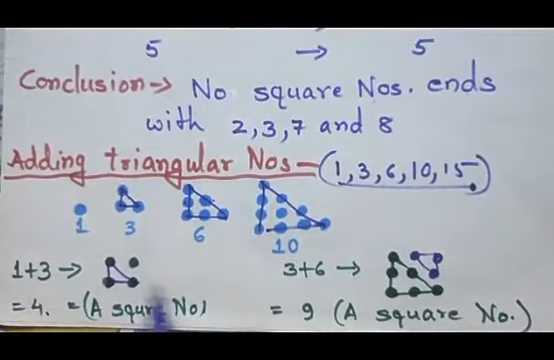 5 → 5
Conclusion → No square Nos. ends
with 2, 3, 7 and 8
Adding triangular Nos - (1, 3, 6, 10, 15
1 3 6 10
1+3 → 3+6 →
= 4. = (A squre No) = 9 (A square No.)